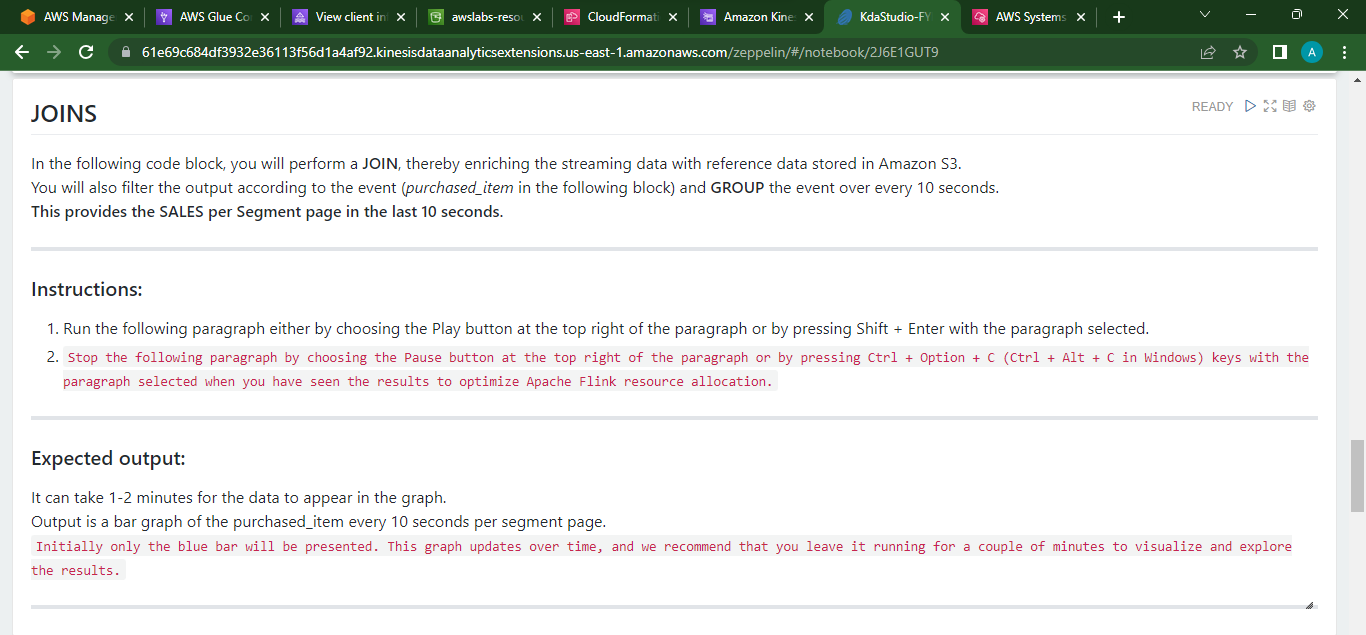 AWS Manage
AWS Glue Co
View client in
awslabs-reso
CloudFormati
Amazon Kine
KdaStudio-FY
AWS Systems
61e69c684df3932e36113f56d1a4af92.kinesisdataanalyticsextensions.us-east-1.amazonaws.com/zeppelin/#/notebook/2J6E1GUT9
A
JOINS
READY
In the following code block, you will perform a JOIN, thereby enriching the streaming data with reference data stored in Amazon S3.
You will also filter the output according to the event (purchased_item in the following block) and GROUP the event over every 10 seconds.
This provides the SALES per Segment page in the last 10 seconds.
Instructions:
1. Run the following paragraph either by choosing the Play button at the top right of the paragraph or by pressing Shift + Enter with the paragraph selected.
2. Stop the following paragraph by choosing the Pause button at the top right of the paragraph or by pressing Ctrl + Option + C (Ctrl + Alt + C in Windows) keys with the
paragraph selected when you have seen the results to optimize Apache Flink resource allocation.
Expected output:
It can take 1-2 minutes for the data to appear in the graph.
Output is a bar graph of the purchased_item every 10 seconds per segment page.
Initially only the blue bar will be presented. This graph updates over time, and we recommend that you leave it running for a couple of minutes to visualize and explore
the results.